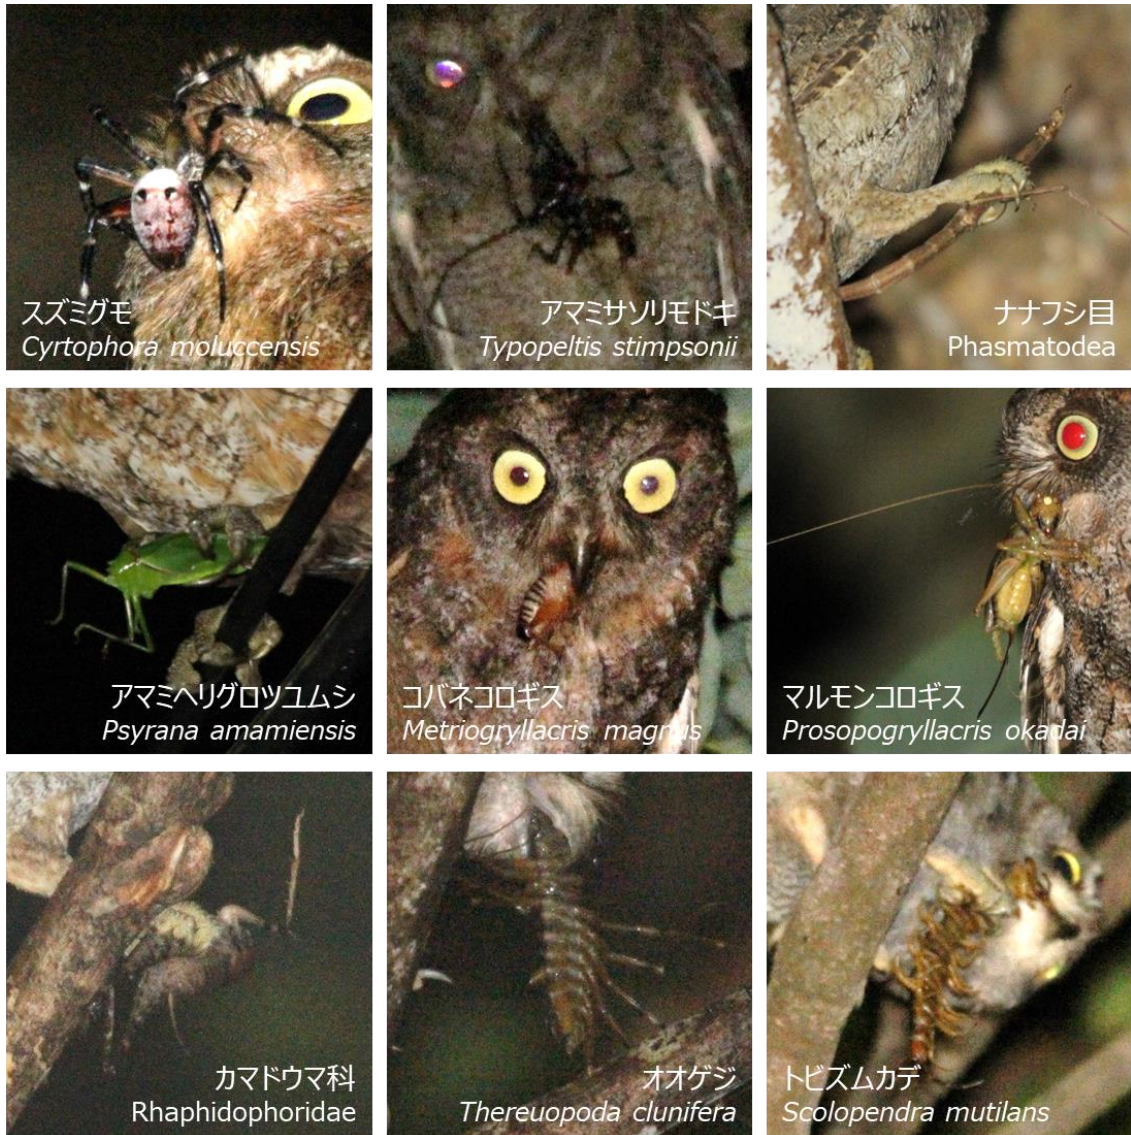 スズミグモ
Cyrtophora moluccensis
アマミサソリモドキ
Typopeltis stimpsonii
ナナフシ目
Phasmatodea
アマミヘリグロツユムシ
Psyrana amamiensis
コバネコロギス
Metriogryllacris magnus
マルモンコロギス
Prosopogryllacris okadai
カマドウマ科
Rhaphidophoridae
オオゲジ
Thereuopoda clunifera
トビズムカデ
Scolopendra mutilans